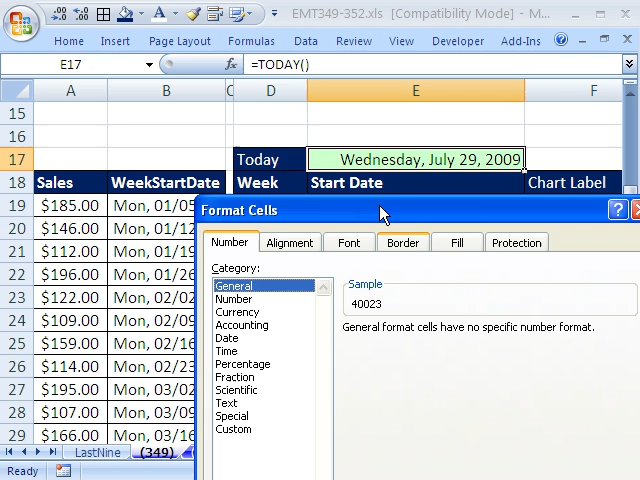 EMT349-352.xls [Compatibility Mode] - M...
Home Insert Page Layout Formulas Data Review View Developer Add-Ins
E17 fx =TODAY()
A B C D E F
15
16
17 Today Wednesday, July 29, 2009
18 Sales WeekStartDate Week Start Date Chart Label
19 $185.00 Mon, 01/05
20 $146.00 Mon, 01/12
21 $112.00 Mon, 01/19
22 $196.00 Mon, 01/26
23 $122.00 Mon, 02/02
24 $109.00 Mon, 02/09
25 $159.00 Mon, 02/16
26 $114.00 Mon, 02/23
27 $195.00 Mon, 03/02
28 $107.00 Mon, 03/09
29 $166.00 Mon, 03/16
Format Cells
Number Alignment Font Border Fill Protection
Category:
General
Number
Currency
Accounting
Date
Time
Percentage
Fraction
Scientific
Text
Special
Custom
Sample
40023
General format cells have no specific number format.
LastNine (349)
Ready